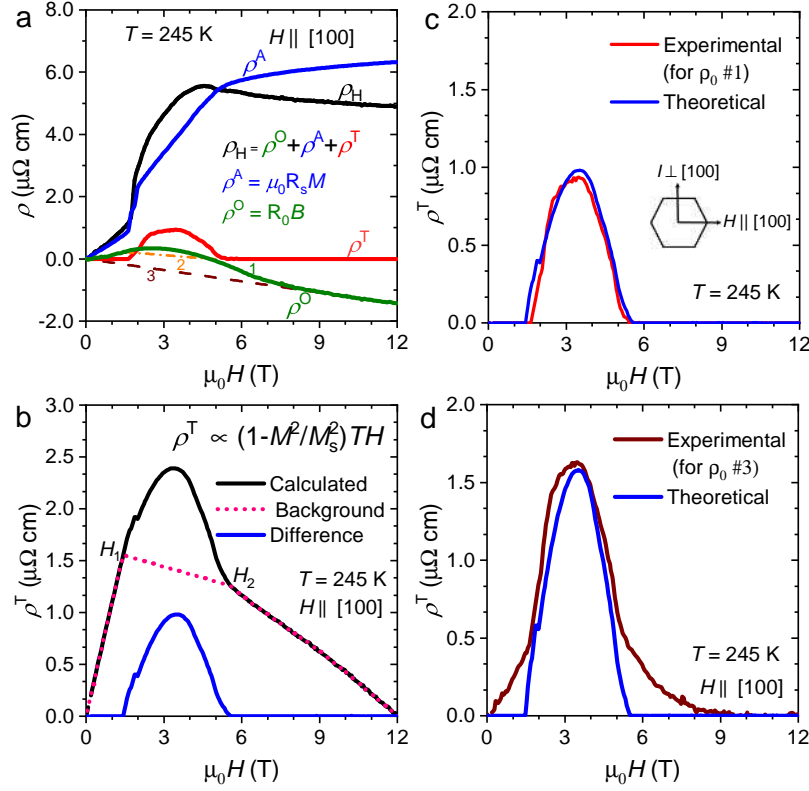 a
T = 245 K
H|| [100]
ρᴬ
ρ_H
ρ_H = ρᴼ + ρᴬ + ρᵀ
ρᴬ = μ₀R_sM
ρᴼ = R₀B
ρᵀ
1
2
3
ρᴼ
8.0
6.0
4.0
2.0
0.0
-2.0
ρ (μΩ cm)
0 3 6 9 12
μ₀H (T)
c
Experimental
(for ρ₀ #1)
Theoretical
I ⊥ [100]
H || [100]
T = 245 K
2.0
1.5
1.0
0.5
0.0
ρᵀ (μΩ cm)
0 3 6 9 12
μ₀H (T)
b
ρᵀ ∝ (1-M²/M_s²)TH
Calculated
Background
Difference
H₁
H₂
T = 245 K
H|| [100]
3.0
2.5
2.0
1.5
1.0
0.5
0.0
ρᵀ (μΩ cm)
0 3 6 9 12
μ₀H (T)
d
Experimental
(for ρ₀ #3)
Theoretical
T = 245 K
H|| [100]
2.0
1.5
1.0
0.5
0.0
ρᵀ (μΩ cm)
0 3 6 9 12
μ₀H (T)